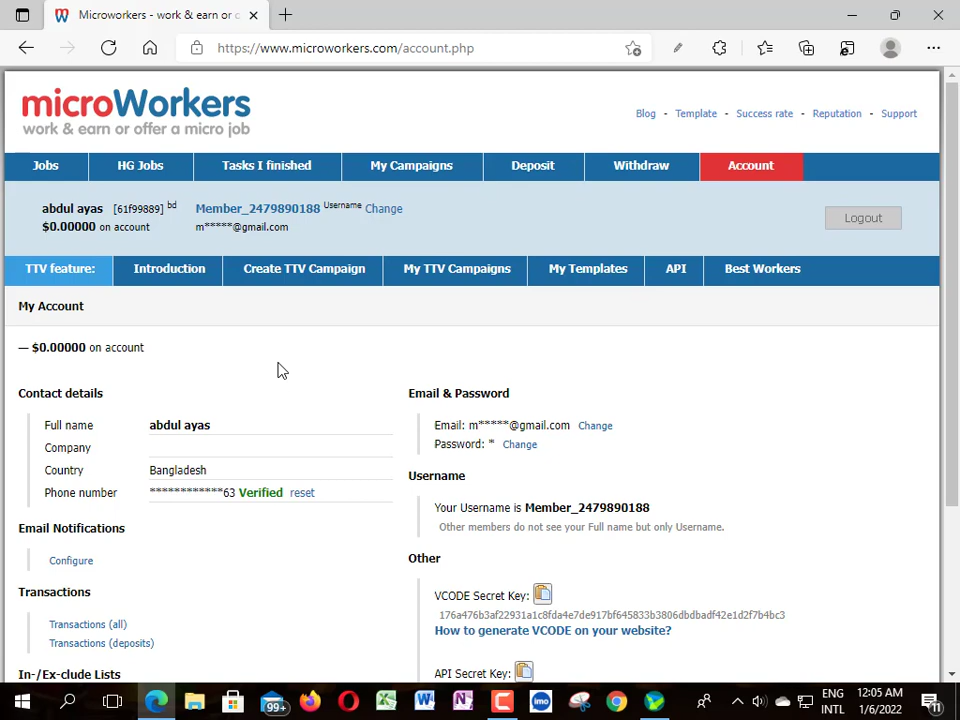 Microworkers - work & earn or o
https://www.microworkers.com/account.php
microWorkers
work & earn or offer a micro job
Blog - Template - Success rate - Reputation - Support
Jobs HG Jobs Tasks I finished My Campaigns Deposit Withdraw Account
abdul ayas [61f99889] bd Member_2479890188 Username Change
$0.00000 on account m*****@gmail.com
Logout
TTV feature: Introduction Create TTV Campaign My TTV Campaigns My Templates API Best Workers
My Account
— $0.00000 on account
Contact details
Full name abdul ayas
Company
Country Bangladesh
Phone number ************63 Verified reset
Email Notifications
Configure
Transactions
Transactions (all)
Transactions (deposits)
In-/Ex-clude Lists
Email & Password
Email: m*****@gmail.com Change
Password: * Change
Username
Your Username is Member_2479890188
Other members do not see your Full name but only Username.
Other
VCODE Secret Key:
176a476b3af22931a1c8fda4e7de917bf645833b3806dbdbadf42e1d2f7b4bc3
How to generate VCODE on your website?
API Secret Key:
99+
imo
ENG
INTL
12:05 AM
1/6/2022
11